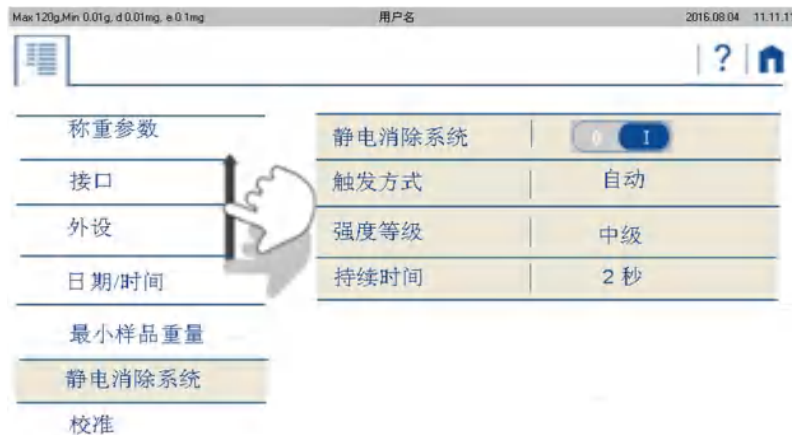 Max 120g,Min 0.01g, d 0.01mg, e 0.1mg 用户名 2016.08.04 11.11.11
?
称重参数
接口
外设
日期/时间
最小样品重量
静电消除系统
校准
静电消除系统 0 I
触发方式 自动
强度等级 中级
持续时间 2 秒